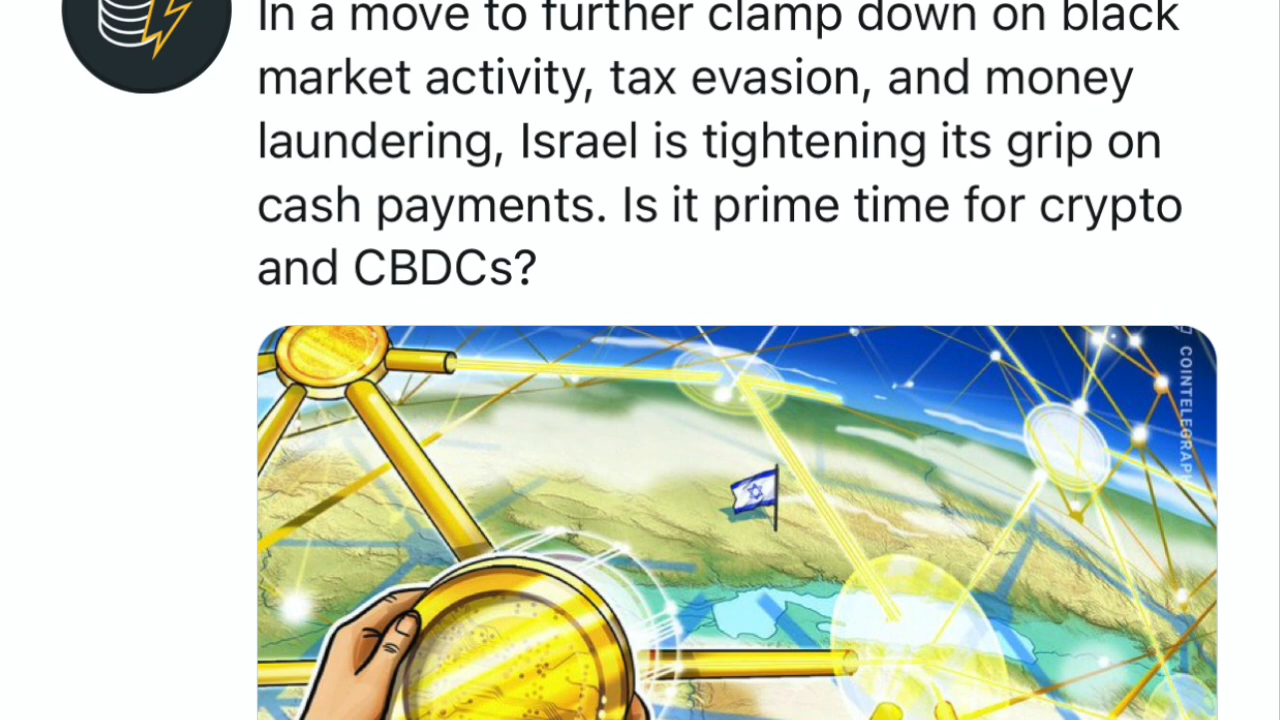 In a move to further clamp down on black
market activity, tax evasion, and money
laundering, Israel is tightening its grip on
cash payments. Is it prime time for crypto
and CBDCs?
COINTELEGRAP